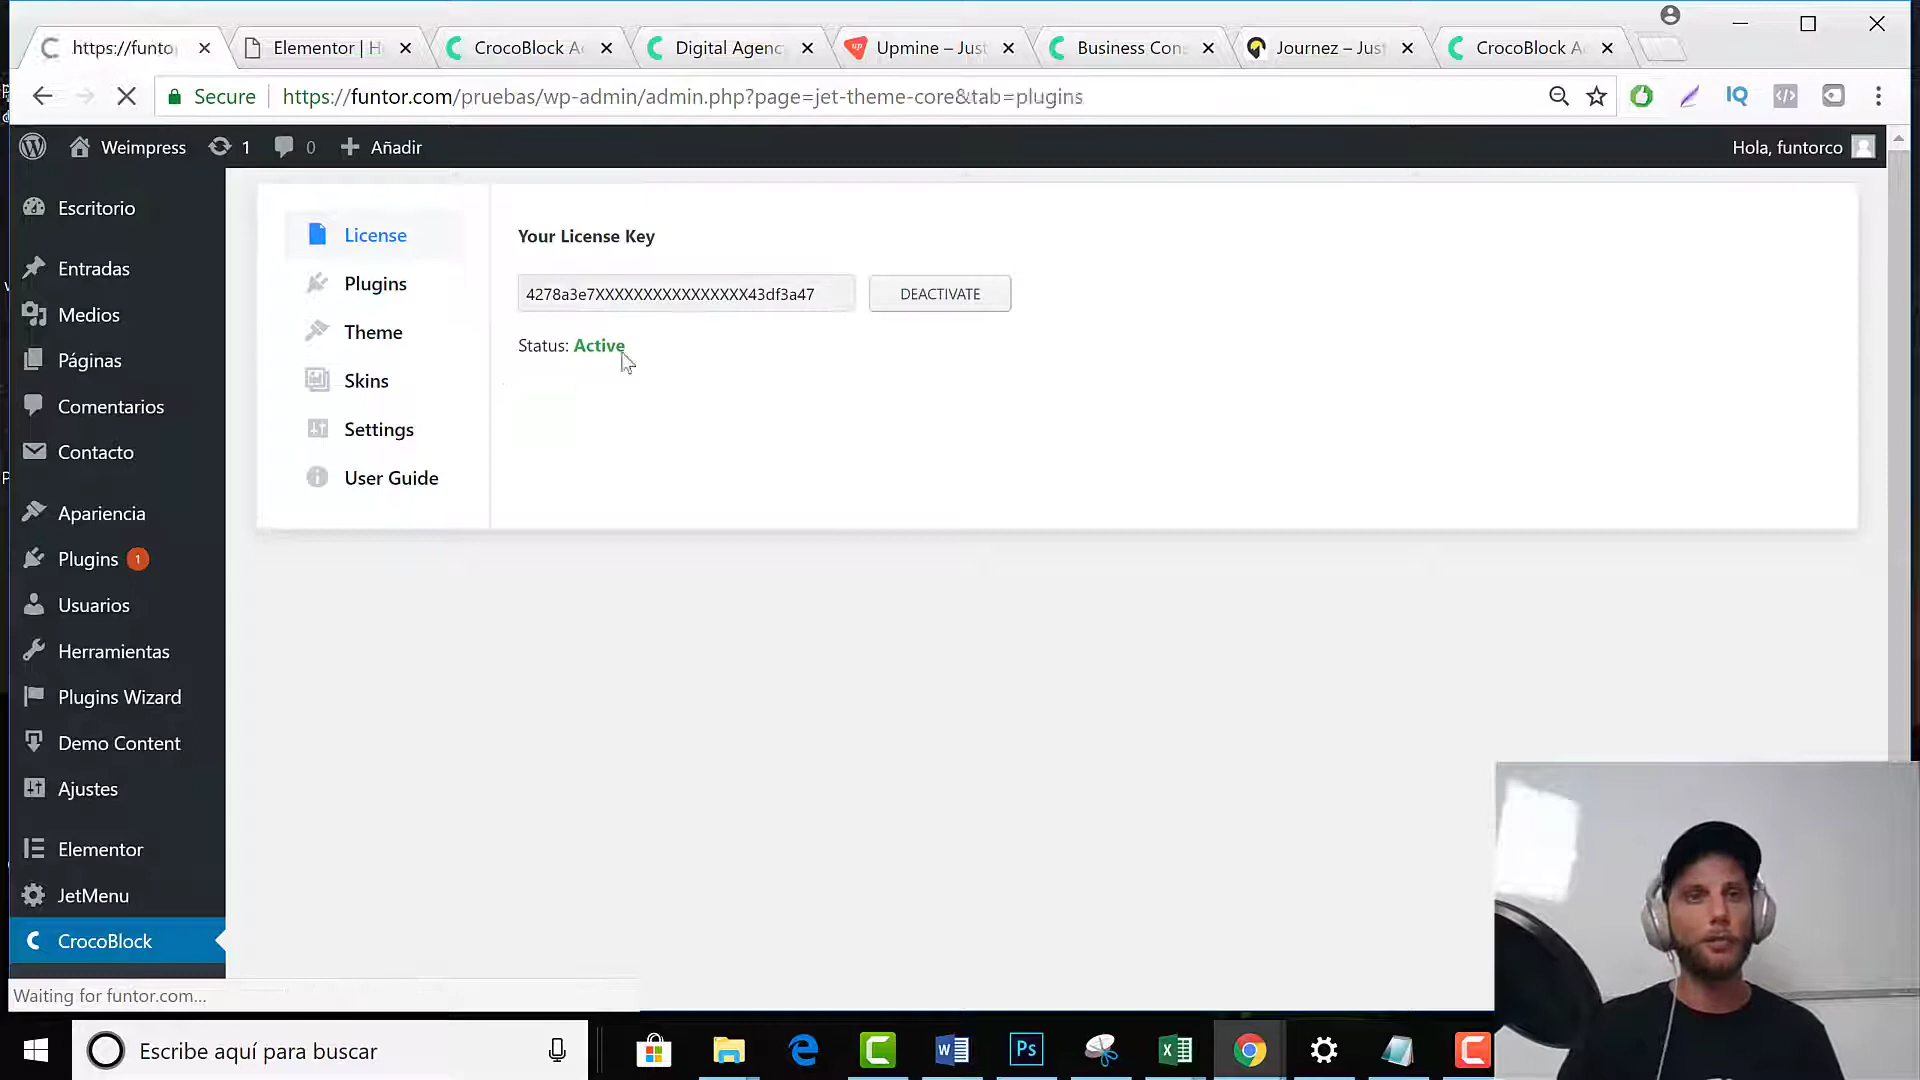 https://funto
Elementor | H
CrocoBlock A
Digital Agenc
Upmine – Just
Business Con
Journez – Jus
CrocoBlock A
Secure
https://funtor.com/pruebas/wp-admin/admin.php?page=jet-theme-core&tab=plugins
IQ
Weimpress
1
0
Añadir
Hola, funtorco
Escritorio
Entradas
Medios
Páginas
Comentarios
Contacto
Apariencia
Plugins 1
Usuarios
Herramientas
Plugins Wizard
Demo Content
Ajustes
Elementor
JetMenu
CrocoBlock
License
Plugins
Theme
Skins
Settings
User Guide
Your License Key
4278a3e7XXXXXXXXXXXXXXXX43df3a47
DEACTIVATE
Status: Active
Waiting for funtor.com...
Escribe aquí para buscar
Ps